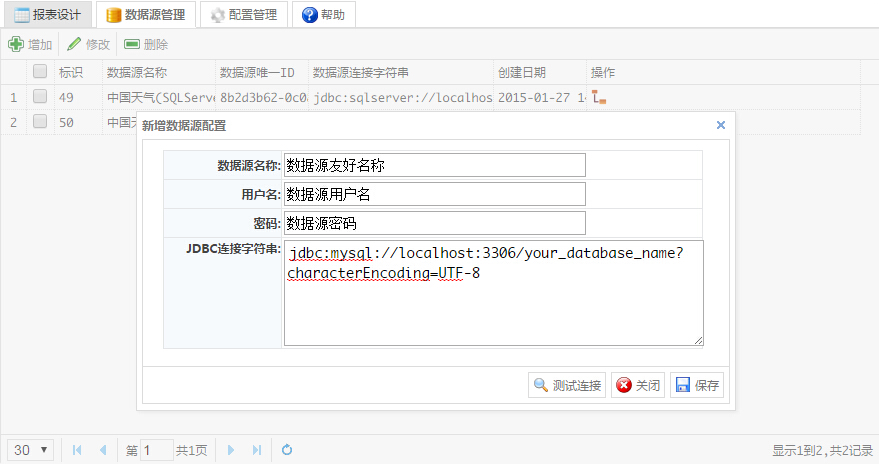 报表设计 数据源管理 配置管理 帮助
增加 修改 删除
标识 数据源名称 数据源唯一ID 数据源连接字符串 创建日期 操作
1 49 中国天气(SQLServe 8b2d3b62-0c0 jdbc:sqlserver://localhos 2015-01-27 1
2 50 中国天
新增数据源配置
数据源名称: 数据源友好名称
用户名: 数据源用户名
密码: 数据源密码
JDBC连接字符串: jdbc:mysql://localhost:3306/your_database_name?
characterEncoding=UTF-8
测试连接 关闭 保存
30 第 1 共1页 显示1到2,共2记录